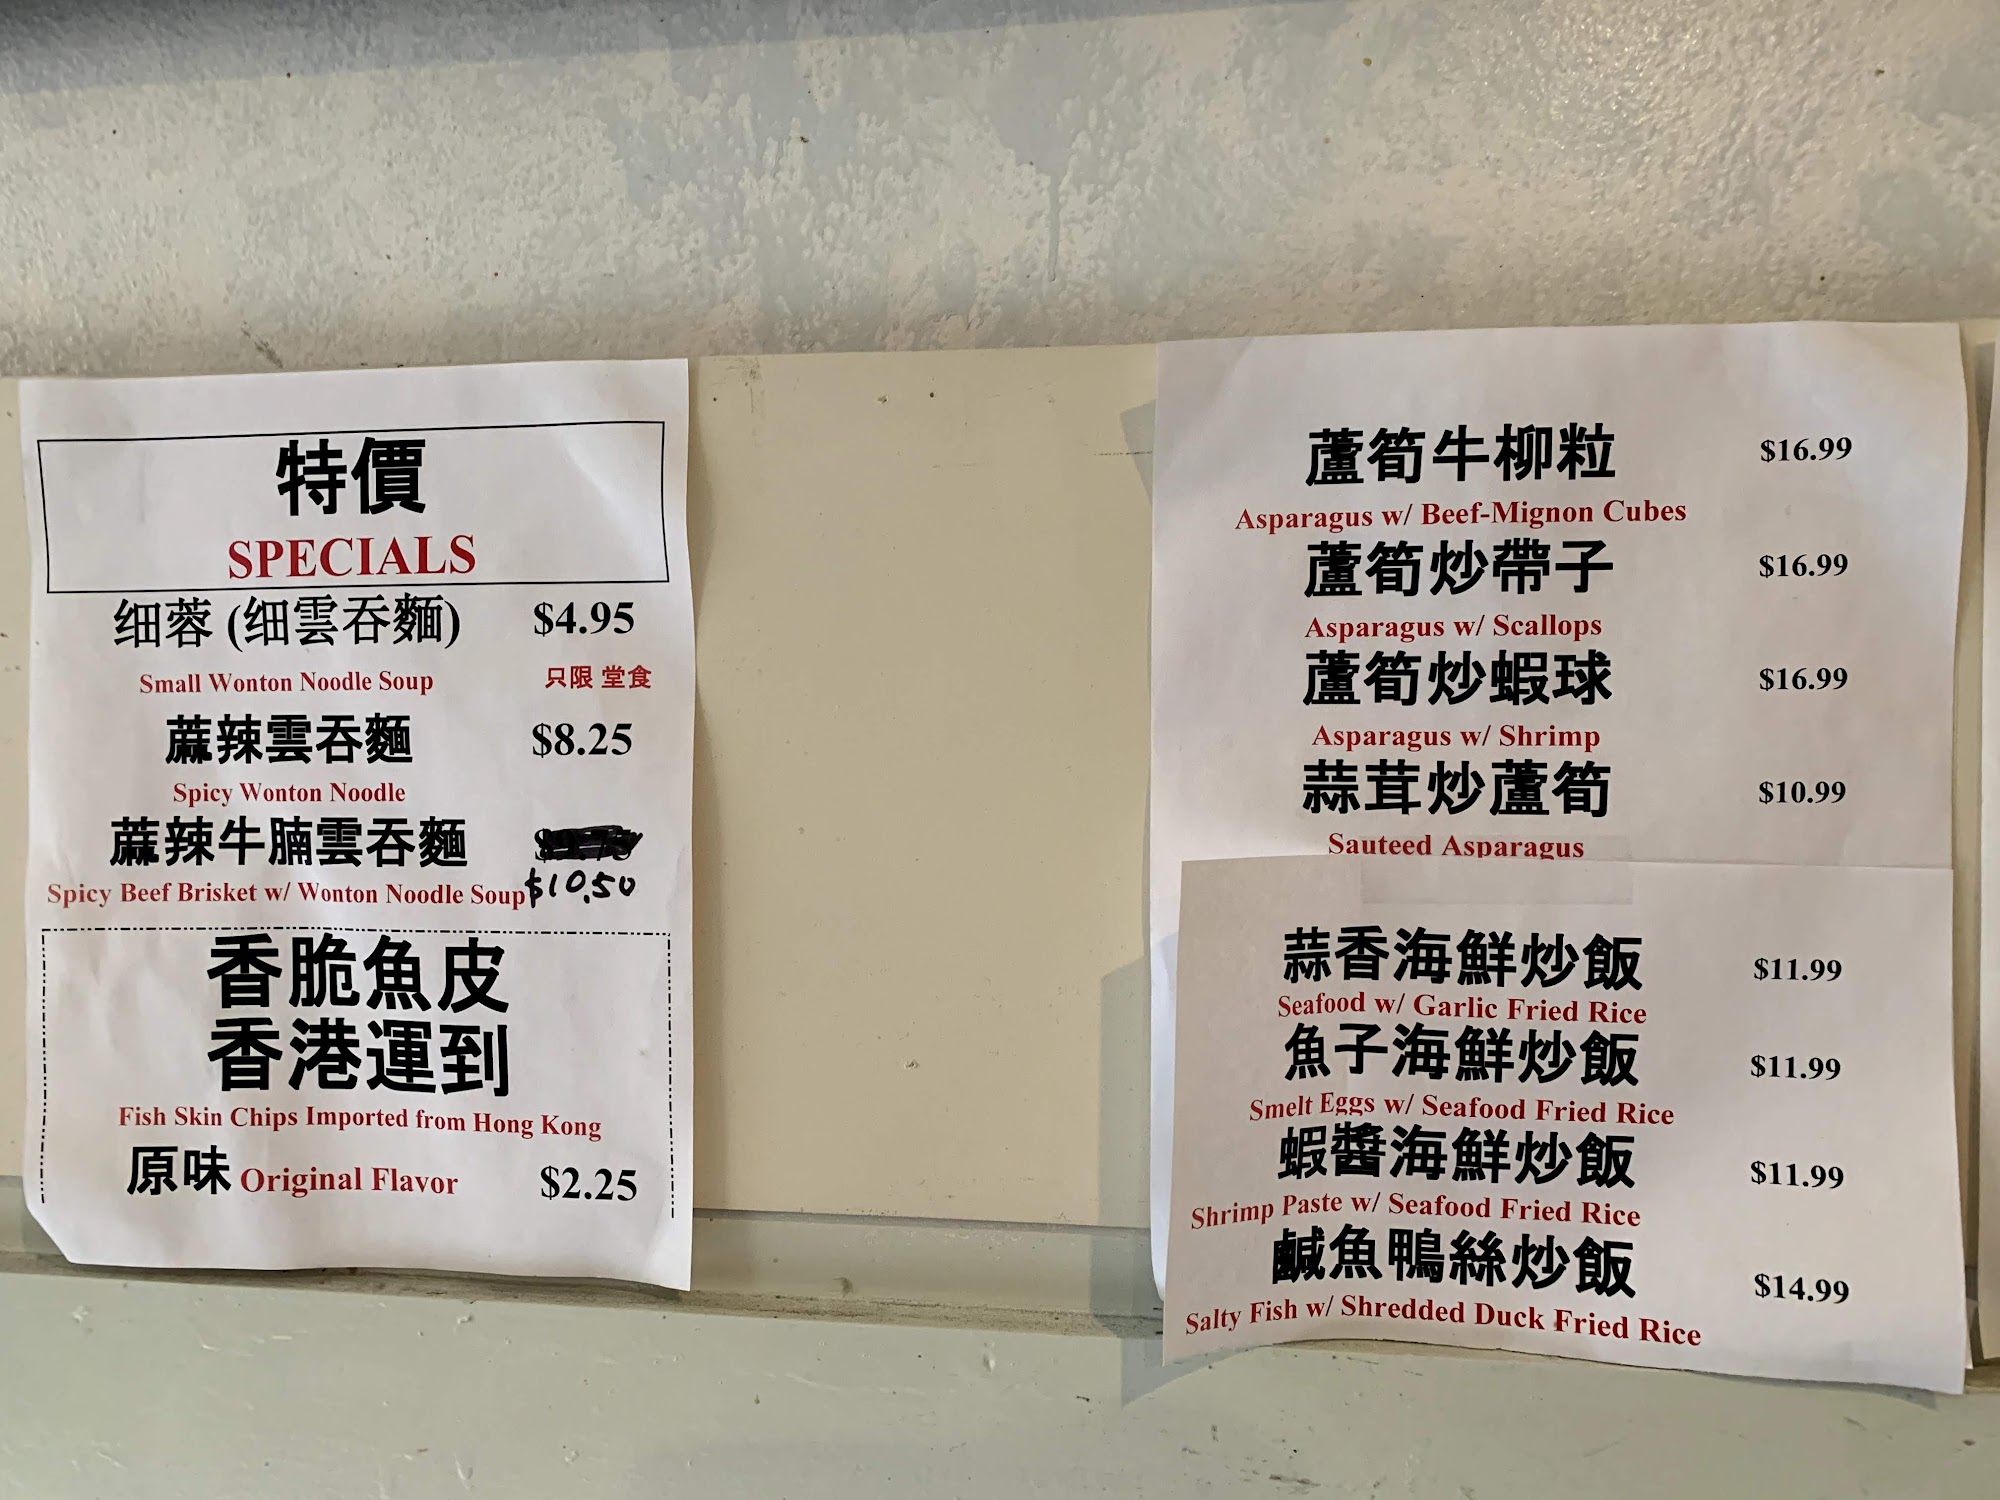 特價
SPECIALS
细蓉 (细雲吞麵) $4.95
Small Wonton Noodle Soup 只限 堂食
蔴辣雲吞麵 $8.25
Spicy Wonton Noodle
蔴辣牛腩雲吞麵
Spicy Beef Brisket w/ Wonton Noodle Soup $10.50
香脆魚皮
香港運到
Fish Skin Chips Imported from Hong Kong
原味 Original Flavor $2.25
蘆筍牛柳粒 $16.99
Asparagus w/ Beef-Mignon Cubes
蘆筍炒帶子 $16.99
Asparagus w/ Scallops
蘆筍炒蝦球 $16.99
Asparagus w/ Shrimp
蒜茸炒蘆筍 $10.99
Sauteed Asparagus
蒜香海鮮炒飯 $11.99
Seafood w/ Garlic Fried Rice
魚子海鮮炒飯 $11.99
Smelt Eggs w/ Seafood Fried Rice
蝦醬海鮮炒飯 $11.99
Shrimp Paste w/ Seafood Fried Rice
鹹魚鴨絲炒飯 $14.99
Salty Fish w/ Shredded Duck Fried Rice